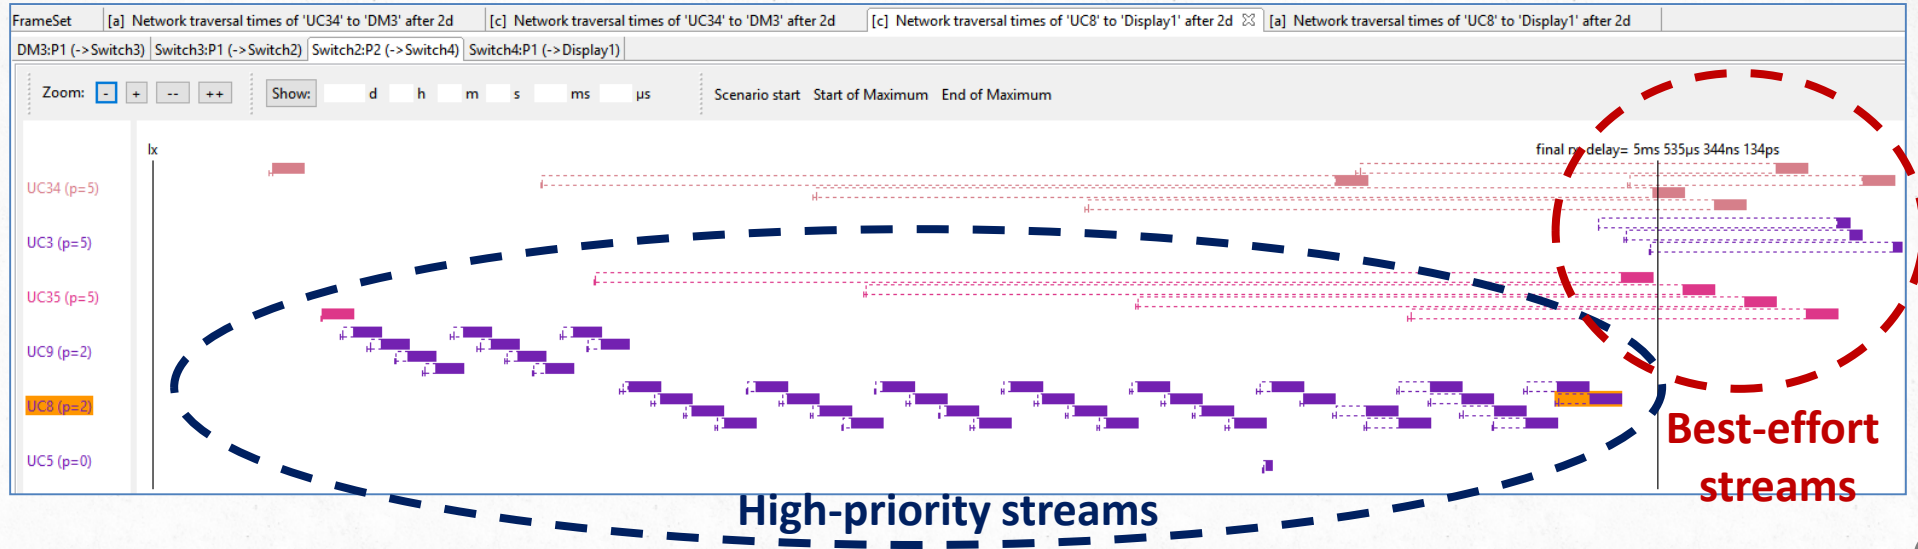 FrameSet [a] Network traversal times of 'UC34' to 'DM3' after 2d [c] Network traversal times of 'UC34' to 'DM3' after 2d [c] Network traversal times of 'UC8' to 'Display1' after 2d [a] Network traversal times of 'UC8' to 'Display1' after 2d
DM3:P1 (->Switch3) Switch3:P1 (->Switch2) Switch2:P2 (->Switch4) Switch4:P1 (->Display1)
Zoom: - + -- ++ Show: d h m s ms µs Scenario start Start of Maximum End of Maximum
lx
delay= 5ms 535µs 344ns 134ps
final
UC34 (p=5)
UC3 (p=5)
UC35 (p=5)
UC9 (p=2)
UC8 (p=2)
UC5 (p=0)
Best-effort
streams
High-priority streams